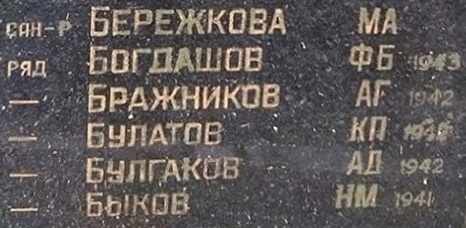 САН-Р БЕРЕЖКОВА МА
РЯД БОГДАШОВ ФБ 1943
— БРАЖНИКОВ АГ 1942
— БУЛАТОВ КП
— БУЛГАКОВ АД 1942
— БЫКОВ НМ 1941